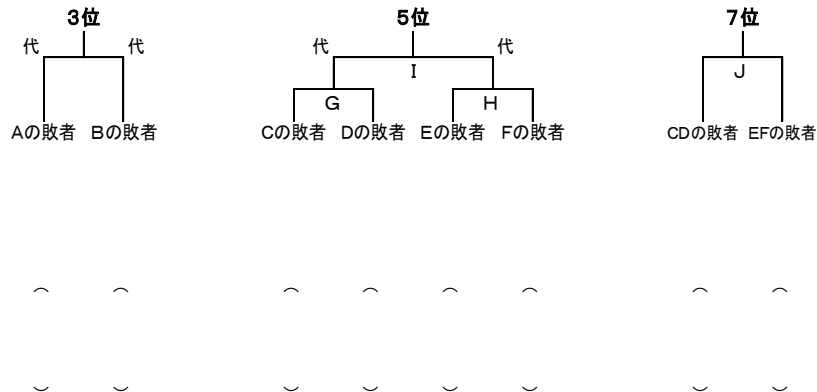 3位 5位 7位
代 代 代 代
I J
G H
Aの敗者 Bの敗者 Cの敗者 Dの敗者 Eの敗者 Fの敗者 CDの敗者 EFの敗者
︵ ︵ ︵ ︵ ︵ ︵ ︵ ︵
︶ ︶ ︶ ︶ ︶ ︶ ︶ ︶